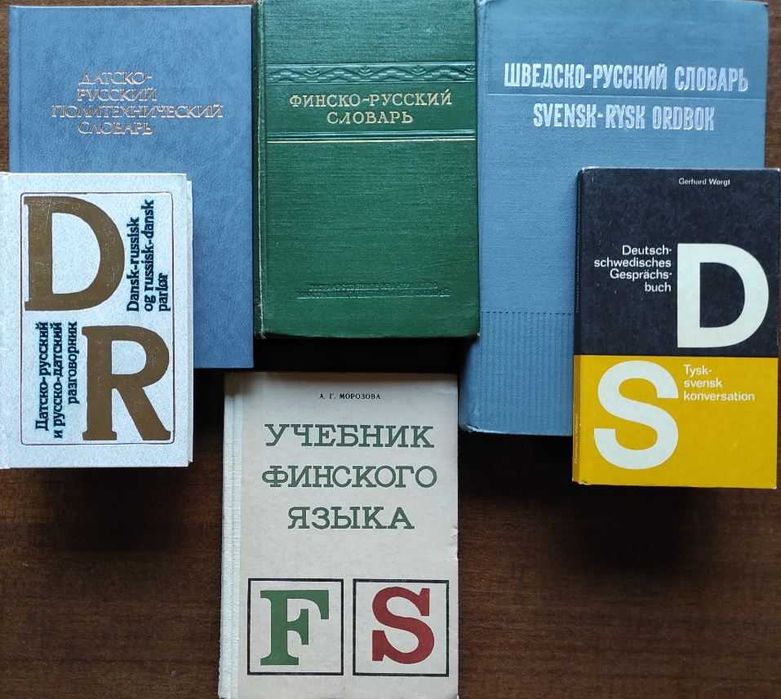 ДАТСКО-
РУССКИЙ
ПОЛИТЕХНИЧЕСКИЙ
СЛОВАРЬ
ФИНСКО-РУССКИЙ
СЛОВАРЬ
ШВЕДСКО-РУССКИЙ СЛОВАРЬ
SVENSK-RYSK ORDBOK
D
R
Dansk-russisk
og russisk-dansk
parlør
Датско-русский
и русско-датский
разговорник
Gerhard Worgt
Deutsch-
schwedisches
Gesprächs-
buch
D
S
Tysk-
svensk
konversation
А. Г. МОРОЗОВА
УЧЕБНИК
ФИНСКОГО
ЯЗЫКА
F S